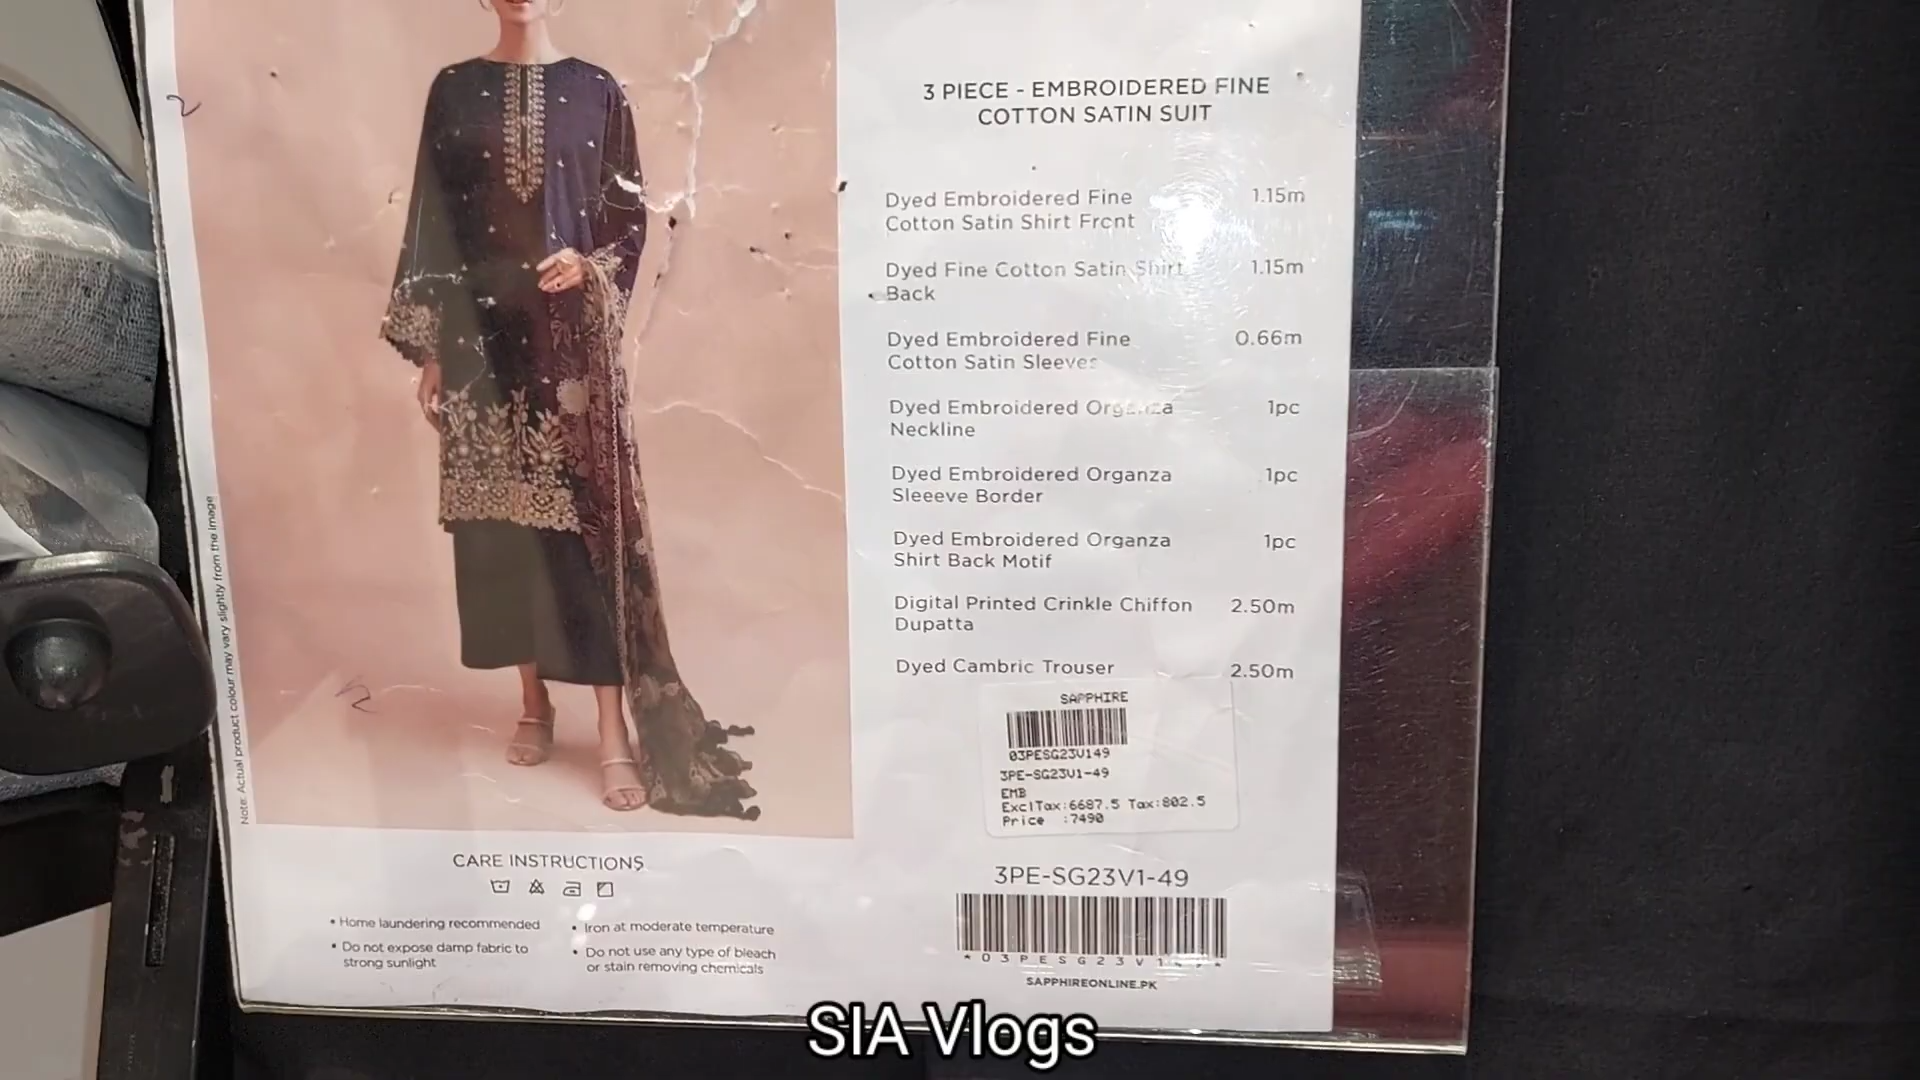 3 PIECE - EMBROIDERED FINE
COTTON SATIN SUIT
Dyed Embroidered Fine 1.15m
Cotton Satin Shirt Front
Dyed Fine Cotton Satin Shirt 1.15m
Back
Dyed Embroidered Fine 0.66m
Cotton Satin Sleeves
Dyed Embroidered Organza 1pc
Neckline
Dyed Embroidered Organza 1pc
Sleeeve Border
Dyed Embroidered Organza 1pc
Shirt Back Motif
Digital Printed Crinkle Chiffon 2.50m
Dupatta
Dyed Cambric Trouser 2.50m
SAPPHIRE
03PESG23V149
3PE-SG23V1-49
EMB
ExclTax:6687.5 Tax:802.5
Price :7490
3PE-SG23V1-49
SAPPHIREONLINE.PK
Note: Actual product colour may vary slightly from the image
CARE INSTRUCTIONS
• Home laundering recommended
• Do not expose damp fabric to
strong sunlight
• Iron at moderate temperature
• Do not use any type of bleach
or stain removing chemicals
2
2
SIA Vlogs